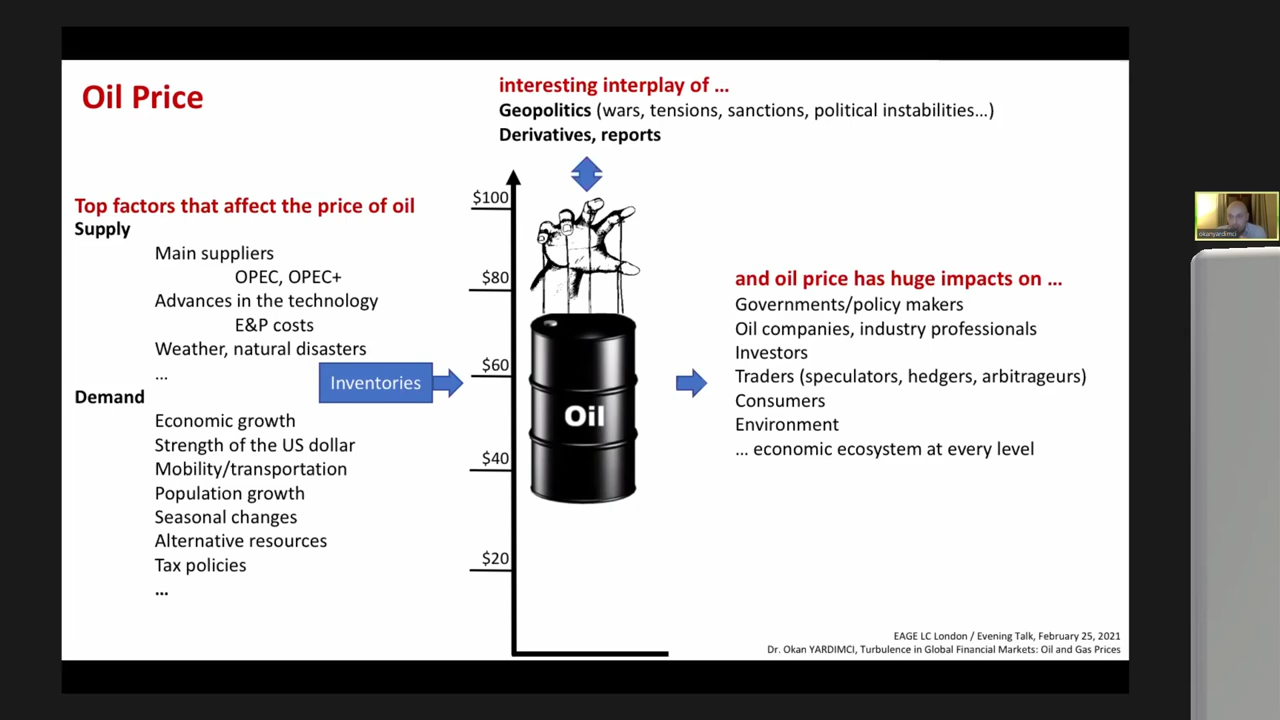 Oil Price
interesting interplay of ...
Geopolitics (wars, tensions, sanctions, political instabilities...)
Derivatives, reports
Top factors that affect the price of oil
Supply
Main suppliers
OPEC, OPEC+
Advances in the technology
E&P costs
Weather, natural disasters
...
Inventories
Demand
Economic growth
Strength of the US dollar
Mobility/transportation
Population growth
Seasonal changes
Alternative resources
Tax policies
...
$100
$80
$60
$40
$20
Oil
and oil price has huge impacts on ...
Governments/policy makers
Oil companies, industry professionals
Investors
Traders (speculators, hedgers, arbitrageurs)
Consumers
Environment
... economic ecosystem at every level
okanyardimci
EAGE LC London / Evening Talk, February 25, 2021
Dr. Okan YARDIMCI, Turbulence in Global Financial Markets: Oil and Gas Prices